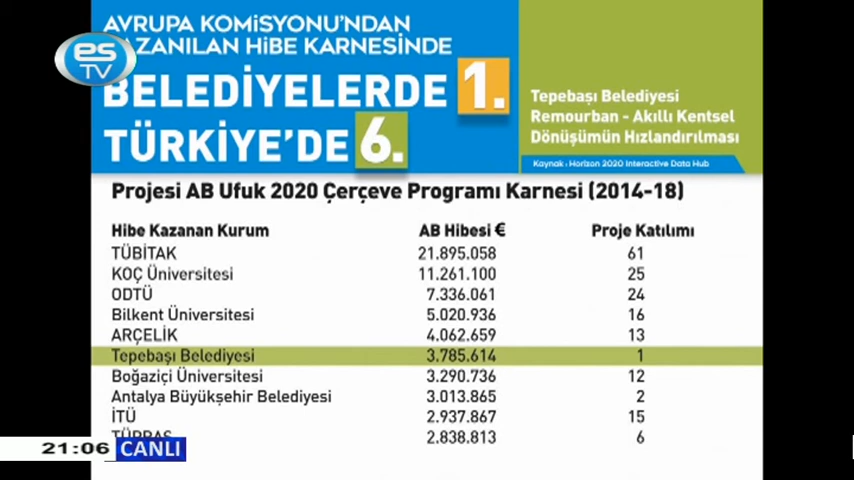 AVRUPA KOMİSYONU'NDAN
KAZANILAN HİBE KARNESİNDE
BELEDİYELERDE 1.
TÜRKİYE'DE 6.
es
TV
Tepebaşı Belediyesi
Remourban - Akıllı Kentsel
Dönüşümün Hızlandırılması
Kaynak : Horizon 2020 Interactive Data Hub
Projesi AB Ufuk 2020 Çerçeve Programı Karnesi (2014-18)
Hibe Kazanan Kurum AB Hibesi € Proje Katılımı
TÜBİTAK 21.895.058 61
KOÇ Üniversitesi 11.261.100 25
ODTÜ 7.336.061 24
Bilkent Üniversitesi 5.020.936 16
ARÇELİK 4.062.659 13
Tepebaşı Belediyesi 3.785.614 1
Boğaziçi Üniversitesi 3.290.736 12
Antalya Büyükşehir Belediyesi 3.013.865 2
İTÜ 2.937.867 15
TÜPRAŞ 2.838.813 6
21:06 CANLI